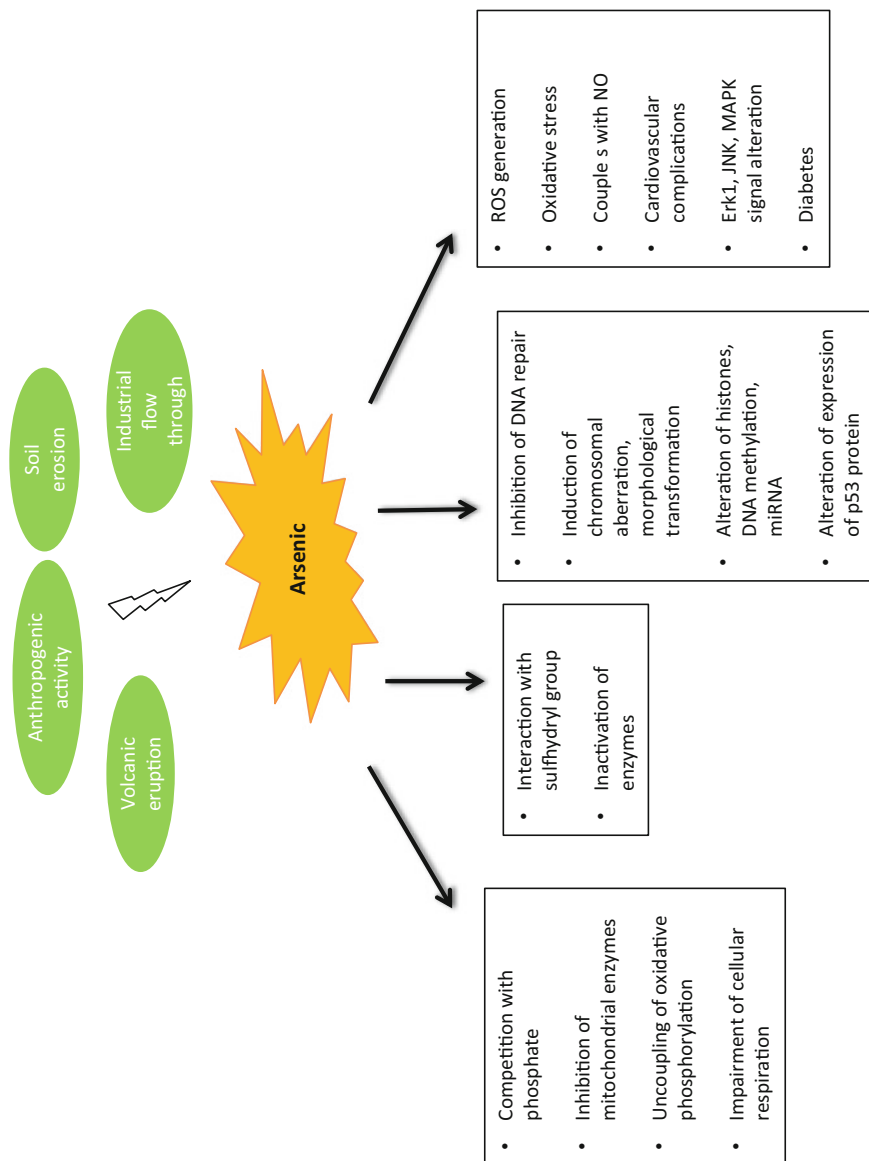 Anthropogenic
activity
Soil
erosion
Volcanic
eruption
Industrial
flow
through
Arsenic
• Competition with
phosphate
• Inhibition of
mitochondrial enzymes
• Uncoupling of oxidative
phosphorylation
• Impairment of cellular
respiration
• Interaction with
sulfhydryl group
• Inactivation of
enzymes
• Inhibition of DNA repair
• Induction of
chromosomal
aberration,
morphological
transformation
• Alteration of histones,
DNA methylation,
miRNA
• Alteration of expression
of p53 protein
• ROS generation
• Oxidative stress
• Couple s with NO
• Cardiovascular
complications
• Erk1, JNK, MAPK
signal alteration
• Diabetes